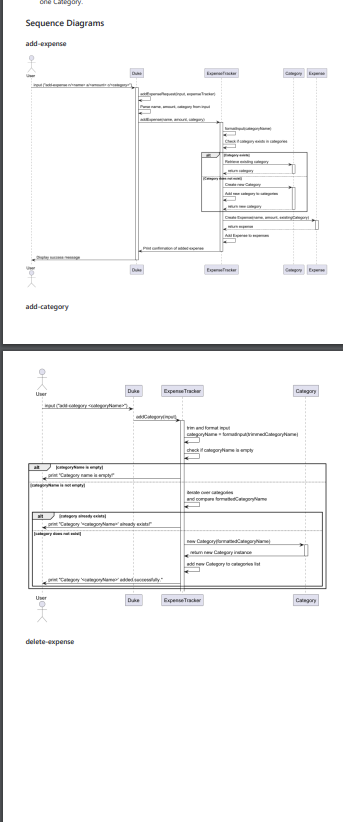 one Category.
Sequence Diagrams
add-expense
User
Duke
ExpenseTracker
Category
Expense
input ("add-expense n/<name> a/<amount> c/<category>")
addExpenseRequest(input, expenseTracker)
Parse name, amount, category from input
addExpense(name, amount, category)
formatInput(categoryName)
Check if category exists in categories
alt
[Category exists]
Retrieve existing category
return category
[Category does not exist]
Create new Category
Add new category to categories
return new category
Create Expense(name, amount, existingCategory)
return expense
Add Expense to expenses
Print confirmation of added expense
Display success message
User
Duke
ExpenseTracker
Category
Expense
add-category
User
Duke
ExpenseTracker
Category
input ("add-category <categoryName>")
addCategory(input)
trim and format input
categoryName = formatInput(trimmedCategoryName)
check if categoryName is empty
alt
[categoryName is empty]
print "Category name is empty!"
[categoryName is not empty]
iterate over categories
and compare formattedName
alt
[category already exists]
print "Category '<categoryName>' already exists!"
[category does not exist]
new Category(formattedCategoryName)
return new Category instance
add new Category to categories list
print "Category '<categoryName>' added successfully."
User
Duke
ExpenseTracker
Category
delete-expense